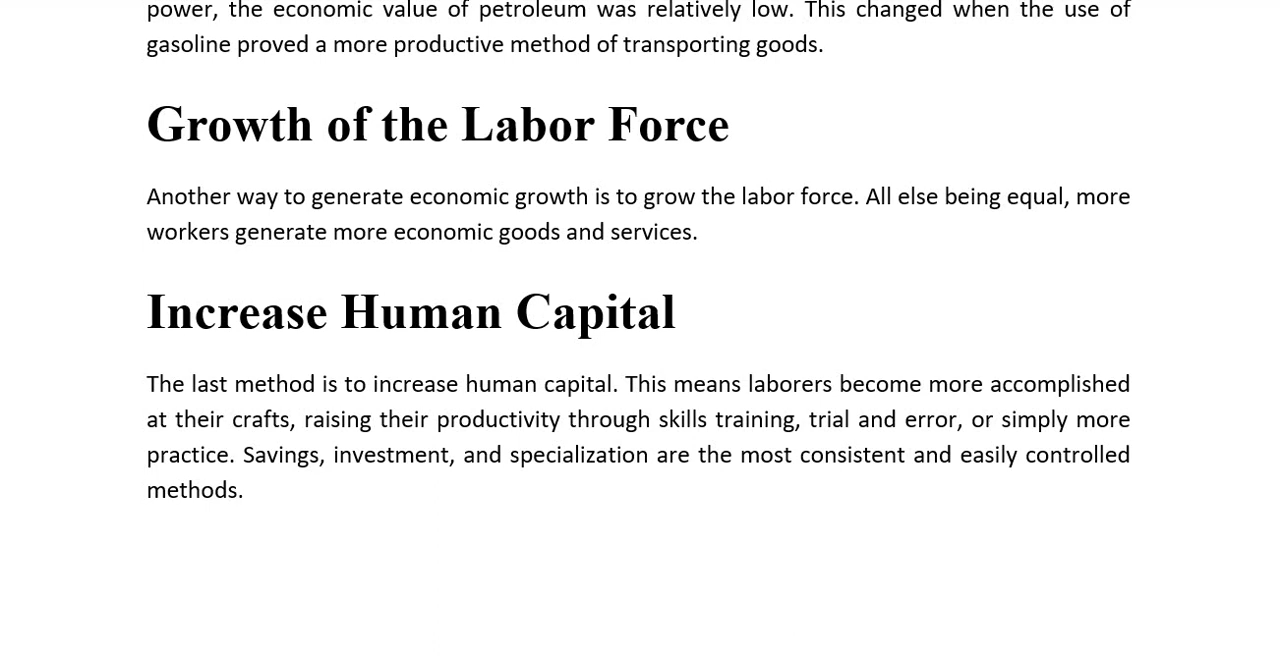 power, the economic value of petroleum was relatively low. This changed when the use of
gasoline proved a more productive method of transporting goods.
Growth of the Labor Force
Another way to generate economic growth is to grow the labor force. All else being equal, more
workers generate more economic goods and services.
Increase Human Capital
The last method is to increase human capital. This means laborers become more accomplished
at their crafts, raising their productivity through skills training, trial and error, or simply more
practice. Savings, investment, and specialization are the most consistent and easily controlled
methods.